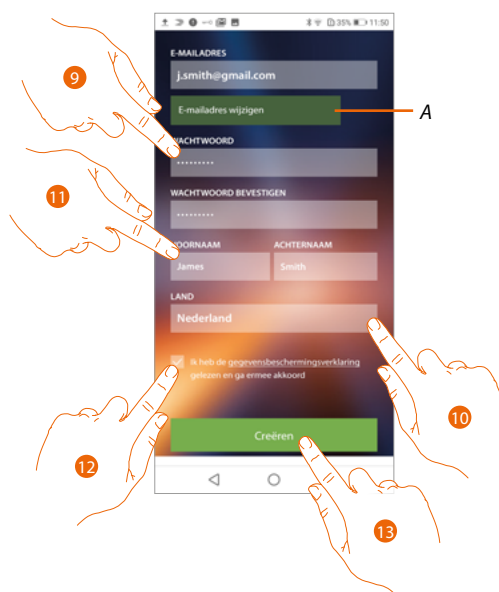 35% 11:50
E-MAILADRES
j.smith@gmail.com
E-mailadres wijzigen
A
9
WACHTWOORD
·········
WACHTWOORD BEVESTIGEN
·········
11
VOORNAAM ACHTERNAAM
James Smith
LAND
Nederland
Ik heb de gegevensbeschermingsverklaring
gelezen en ga ermee akkoord
10
Creëren
12
13